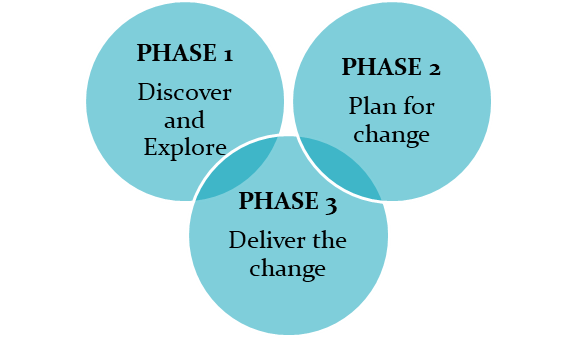 PHASE 1
Discover
and
Explore
PHASE 2
Plan for
change
PHASE 3
Deliver the
change